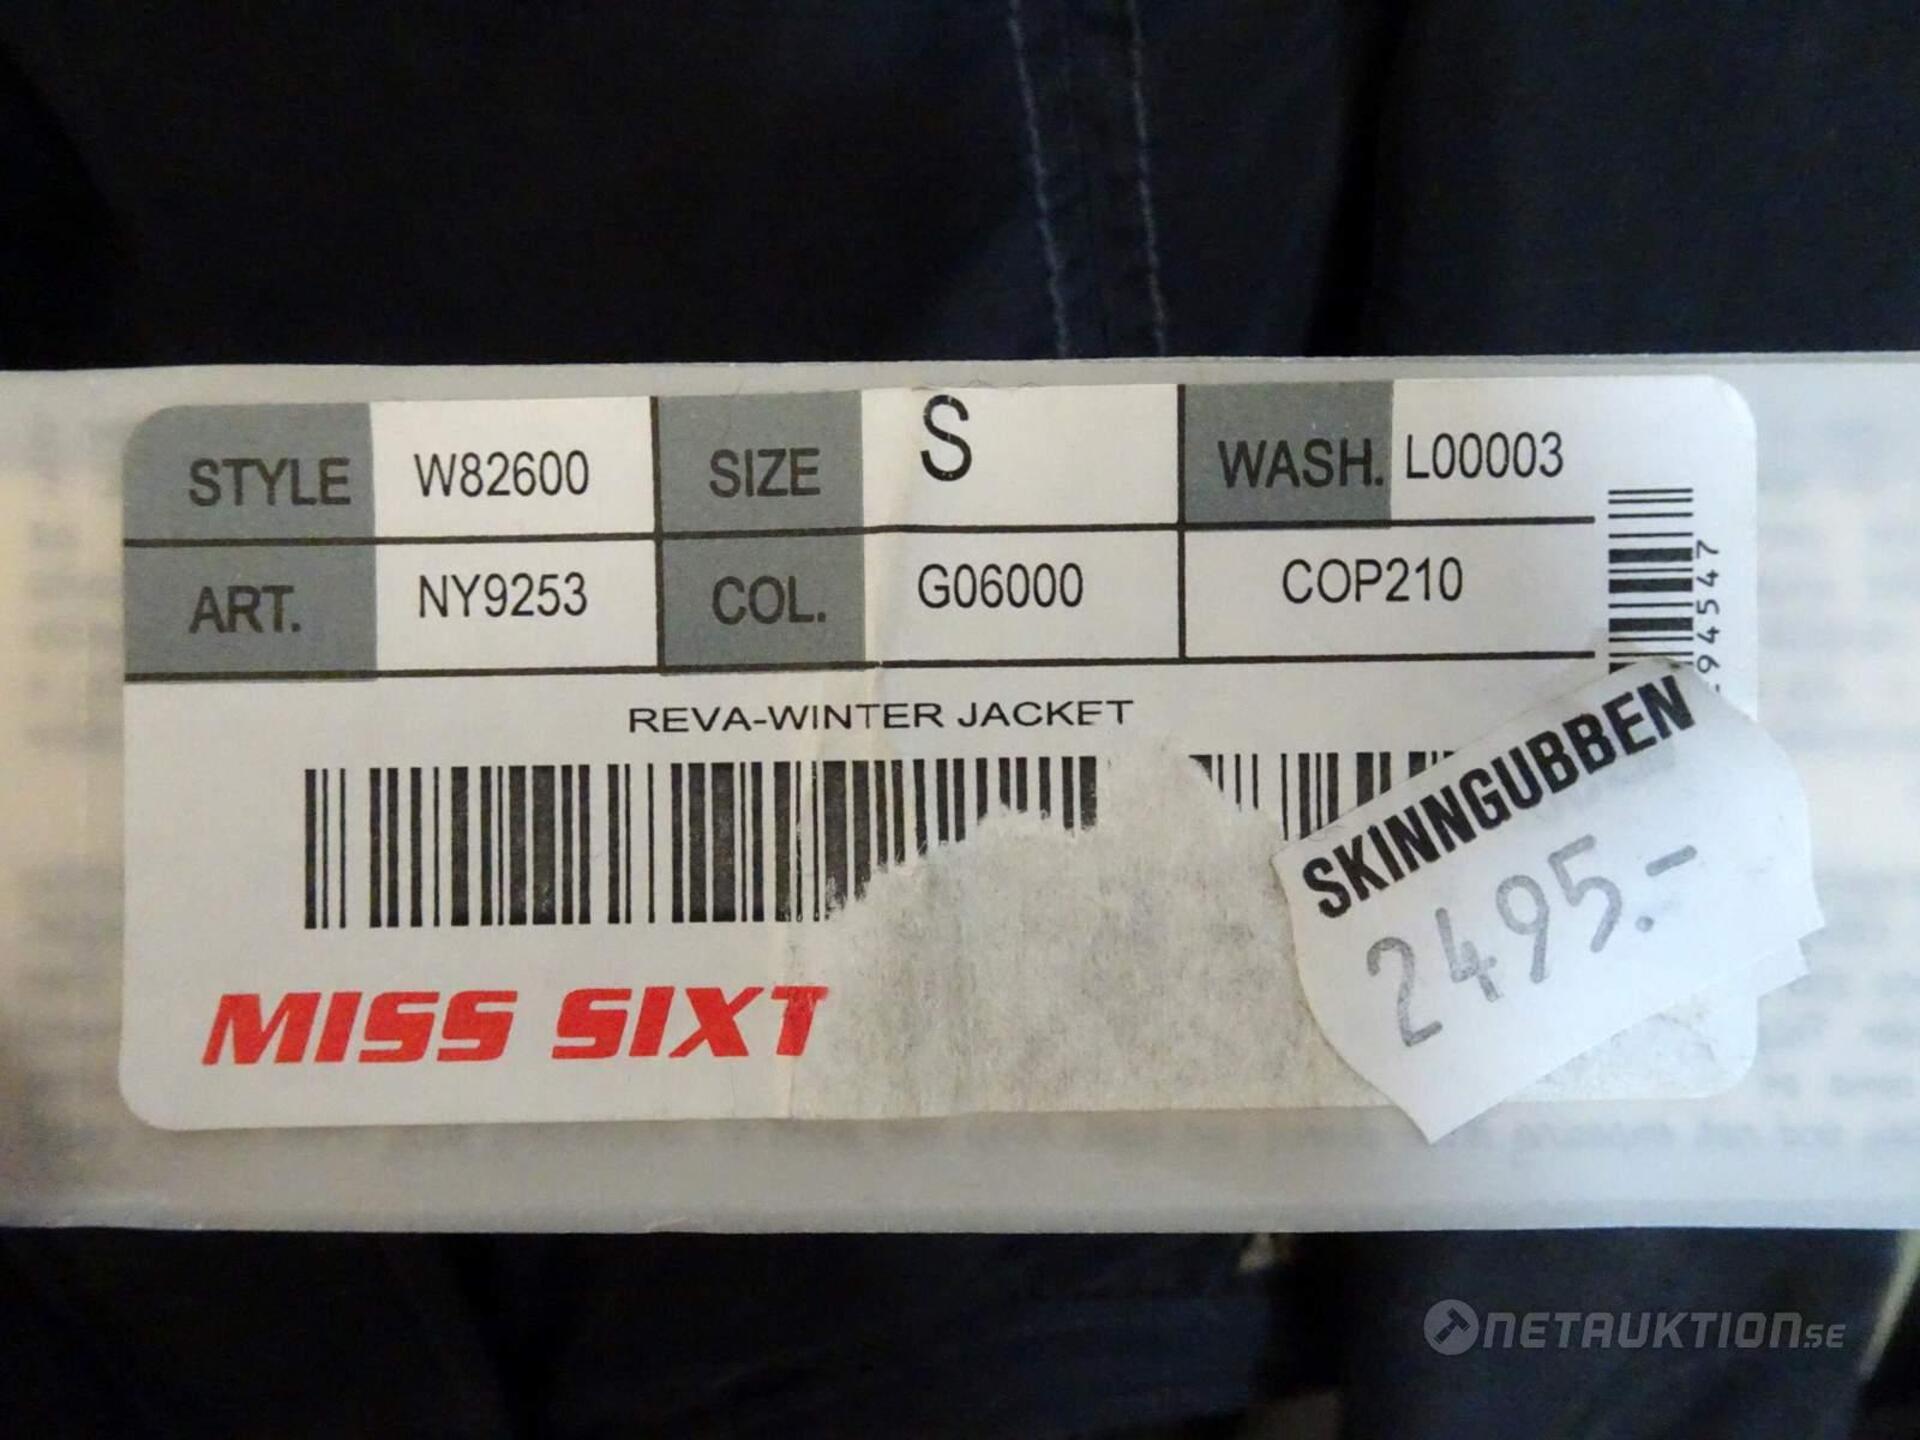 STYLE W82600 SIZE S WASH. L00003
ART. NY9253 COL. G06000 COP210
REVA-WINTER JACKET
94547
SKINNGUBBEN
2495.-
MISS SIXT
NETAUKTION.SE